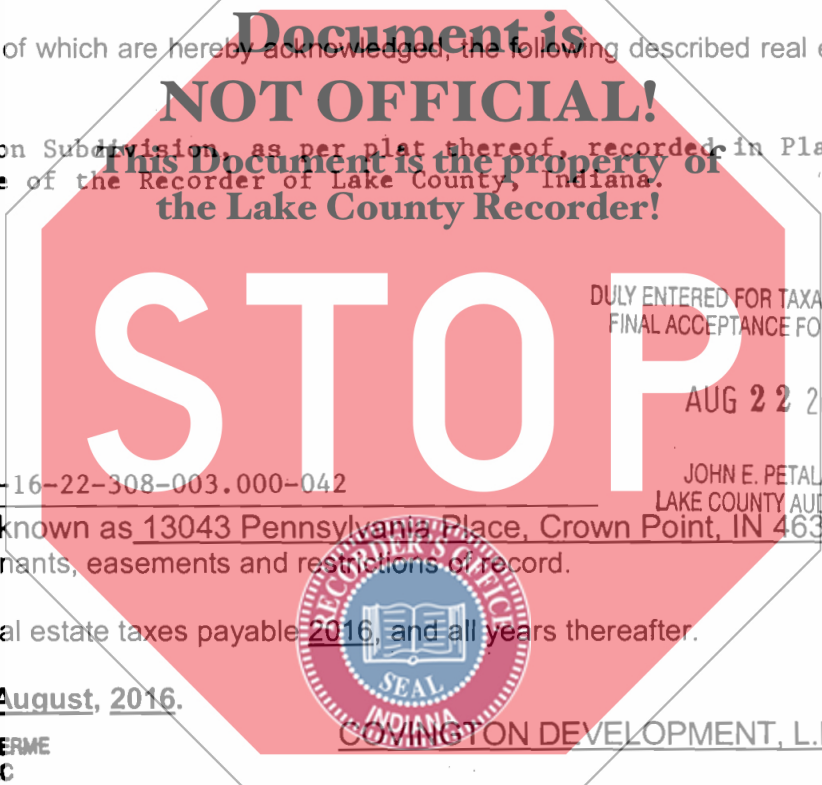 Document is
of which are hereby acknowledged, the following described real
NOT OFFICIAL!
on Subdivision, as per plat thereof, recorded in Pla
This Document is the property of
e of the Recorder of Lake County, Indiana.
the Lake County Recorder!
STOP
DULY ENTERED FOR TAXA
FINAL ACCEPTANCE FO
AUG 22 2
-16-22-308-003.000-042
JOHN E. PETAL
LAKE COUNTY AUD
known as 13043 Pennsylvania Place, Crown Point, IN 463
nants, easements and restrictions of record.
RECORDER'S OFFICE
al estate taxes payable 2016, and all years thereafter.
SEAL
INDIANA
August, 2016.
COVINGTON DEVELOPMENT, L.
ERME
C